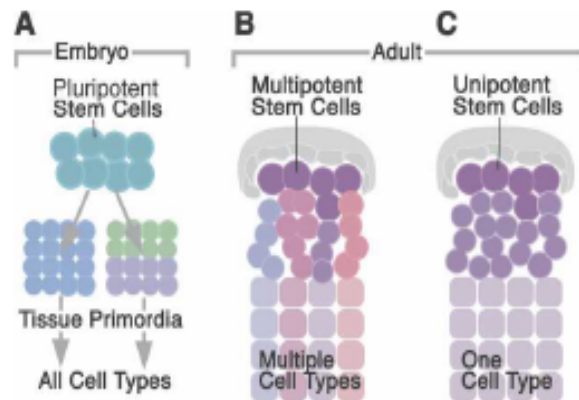 A
B
C
Embryo
Adult
Pluripotent
Stem Cells
Multipotent
Stem Cells
Unipotent
Stem Cells
Tissue Primordia
All Cell Types
Multiple
Cell Types
One
Cell Type